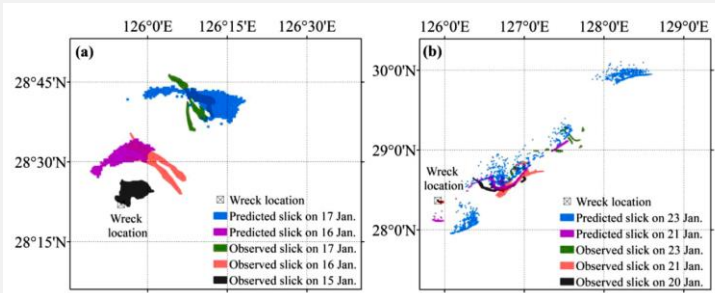 126°0'E 126°15'E 126°30'E
(a)
28°45'N
28°30'N
28°15'N
Wreck
location
Wreck location
Predicted slick on 17 Jan.
Predicted slick on 16 Jan.
Observed slick on 17 Jan.
Observed slick on 16 Jan.
Observed slick on 15 Jan.
126°0'E 127°0'E 128°0'E 129°0'E
(b)
30°0'N
29°0'N
28°0'N
Wreck
location
Wreck location
Predicted slick on 23 Jan.
Predicted slick on 21 Jan.
Observed slick on 23 Jan.
Observed slick on 21 Jan.
Observed slick on 20 Jan.